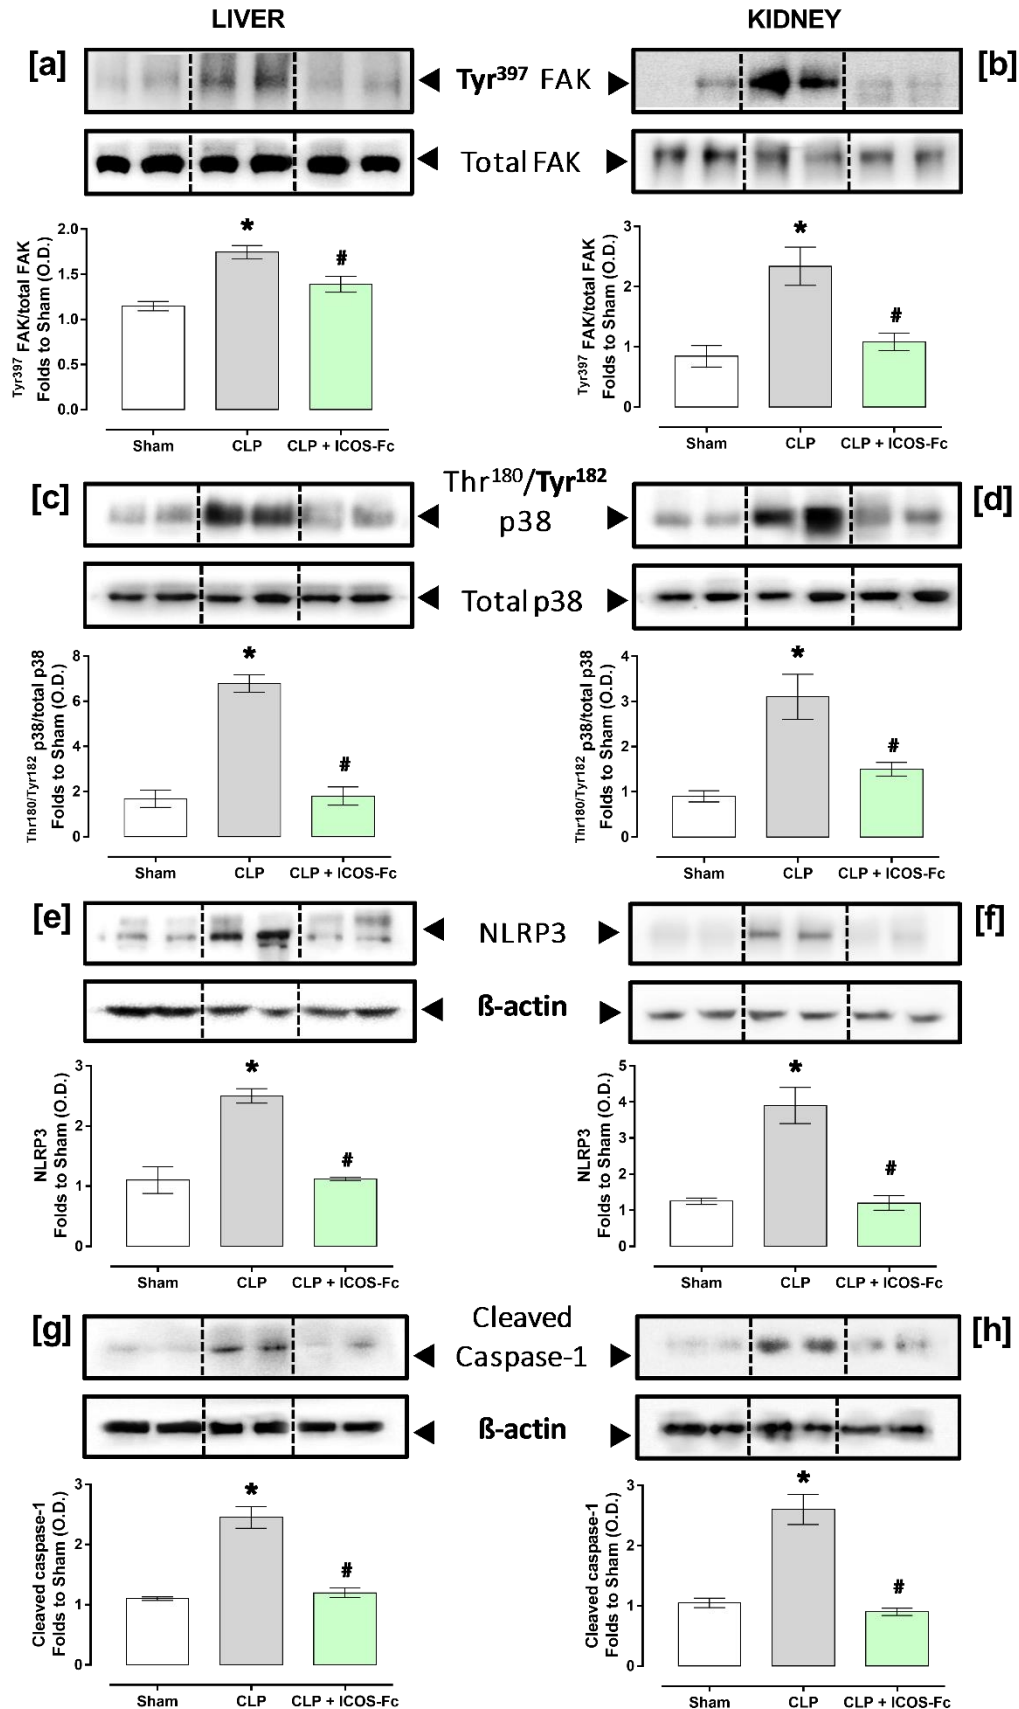 LIVER
KIDNEY
[a]
Tyr³⁹⁷ FAK
[b]
Total FAK
Tyr397 FAK/total FAK
Folds to Sham (O.D.)
2.0
1.5
1.0
0.5
0.0
*
#
Sham
CLP
CLP + ICOS-Fc
Tyr397 FAK/total FAK
Folds to Sham (O.D.)
3
2
1
0
*
#
Sham
CLP
CLP + ICOS-Fc
[c]
Thr¹⁸⁰/Tyr¹⁸²
p38
[d]
Total p38
Thr180/Tyr182 p38/total p38
Folds to Sham (O.D.)
8
6
4
2
0
*
#
Sham
CLP
CLP + ICOS-Fc
Thr180/Tyr182 p38/total p38
Folds to Sham (O.D.)
4
3
2
1
0
*
#
Sham
CLP
CLP + ICOS-Fc
[e]
NLRP3
[f]
ß-actin
NLRP3
Folds to Sham (O.D.)
3
2
1
0
*
#
Sham
CLP
CLP + ICOS-Fc
NLRP3
Folds to Sham (O.D.)
5
4
3
2
1
0
*
#
Sham
CLP
CLP + ICOS-Fc
[g]
Cleaved
Caspase-1
[h]
ß-actin
Cleaved caspase-1
Folds to Sham (O.D.)
3
2
1
0
*
#
Sham
CLP
CLP + ICOS-Fc
Cleaved caspase-1
Folds to Sham (O.D.)
3
2
1
0
*
#
Sham
CLP
CLP + ICOS-Fc